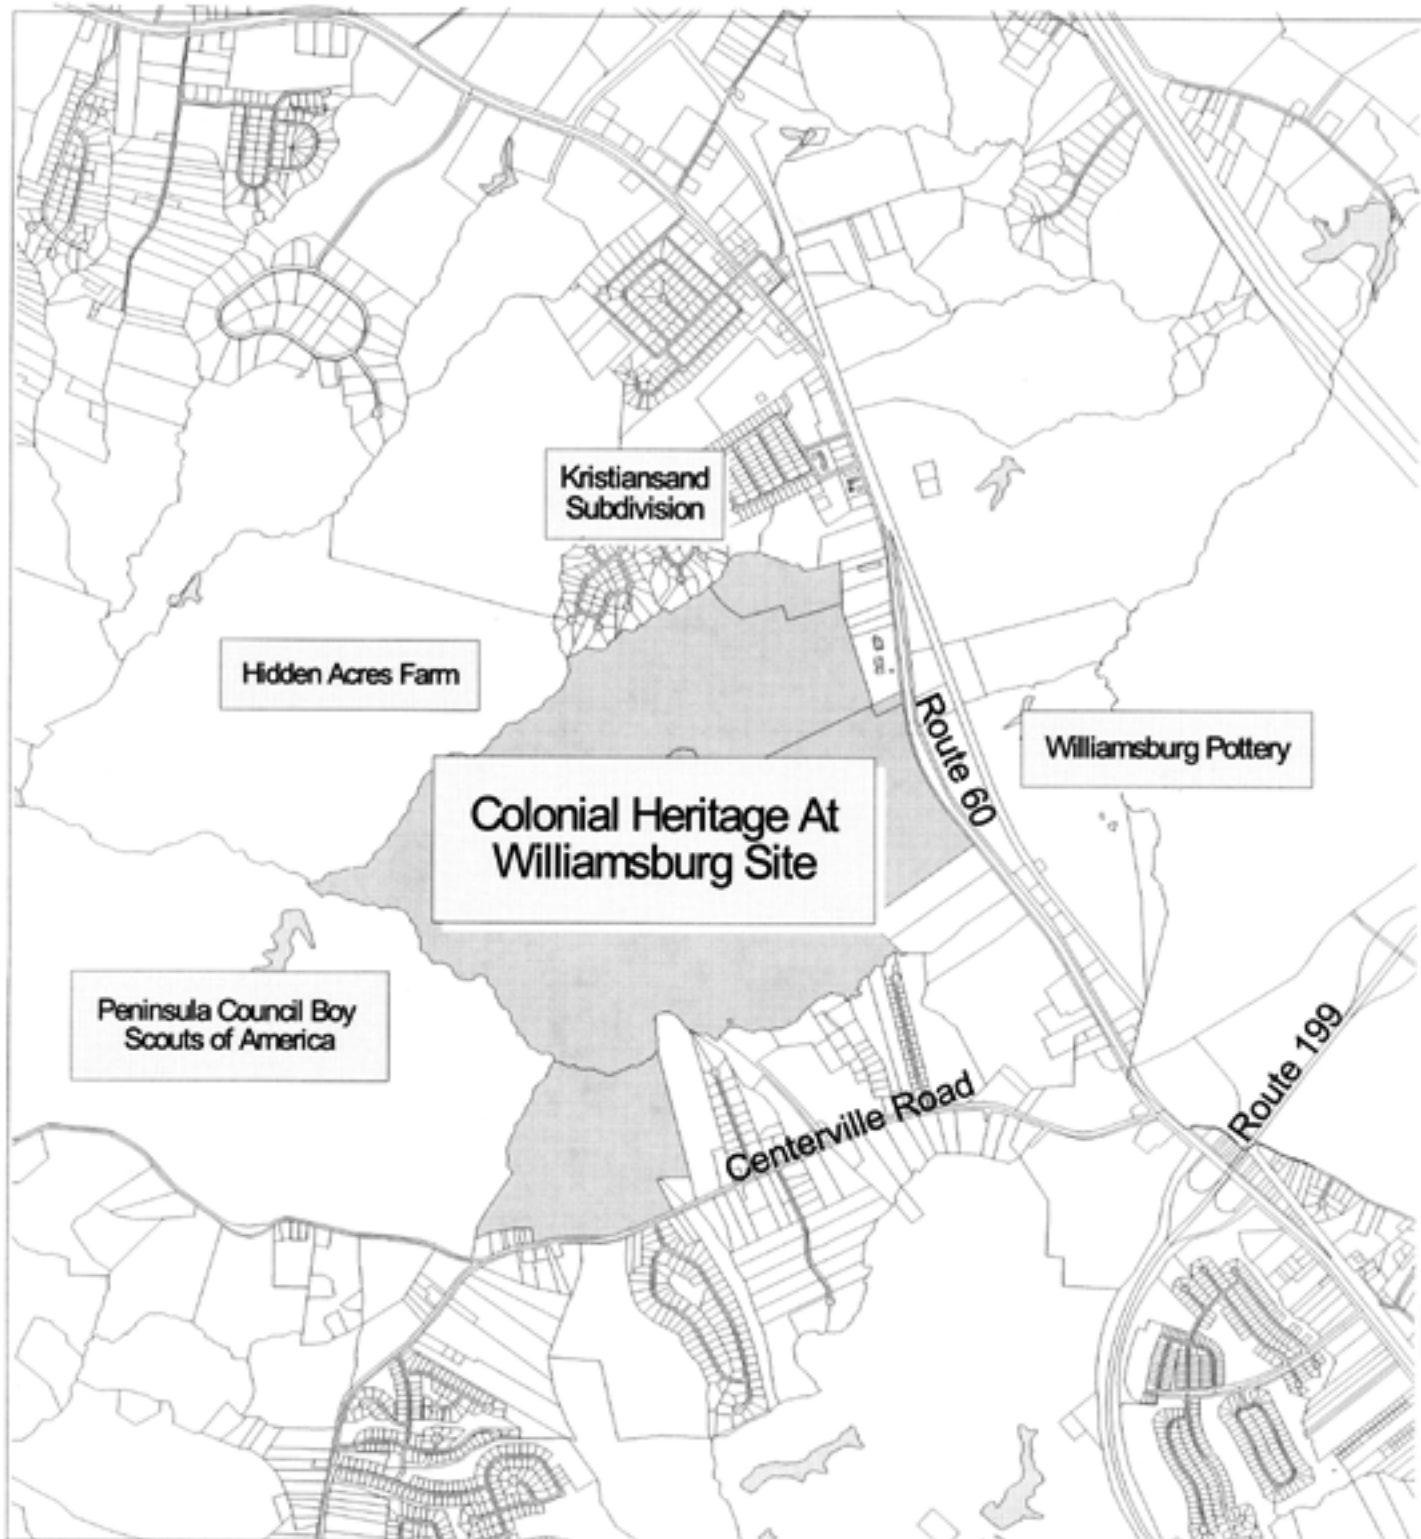 Kristiansand
Subdivision
Hidden Acres Farm
Route 60
Williamsburg Pottery
Colonial Heritage At
Williamsburg Site
Peninsula Council Boy
Scouts of America
Route 199
Centerville Road